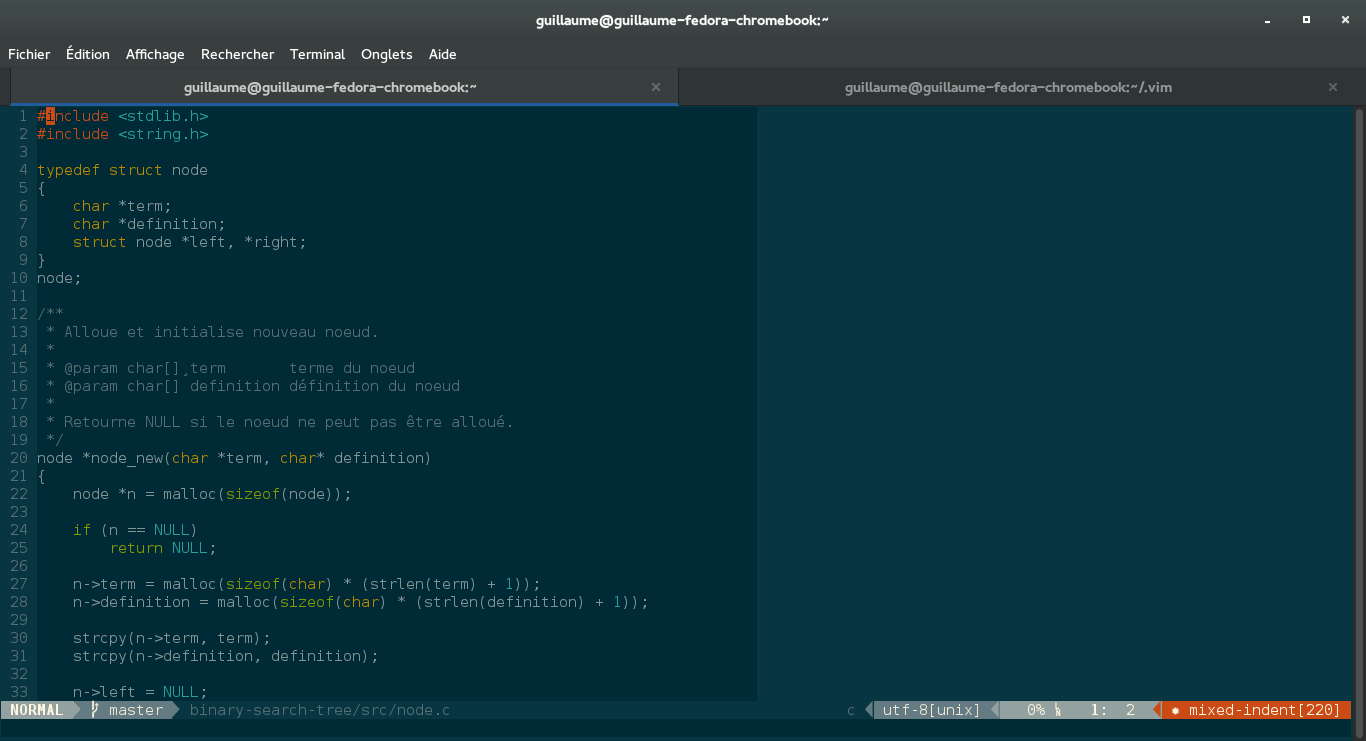 guillaume@guillaume-fedora-chromebook:~
Fichier Édition Affichage Rechercher Terminal Onglets Aide
guillaume@guillaume-fedora-chromebook:~ guillaume@guillaume-fedora-chromebook:~/.vim
1 #include <stdlib.h>
2 #include <string.h>
3
4 typedef struct node
5 {
6     char *term;
7     char *definition;
8     struct node *left, *right;
9 }
10 node;
11
12 /**
13  * Alloue et initialise nouveau noeud.
14  *
15  * @param char[]¸term       terme du noeud
16  * @param char[] definition définition du noeud
17  *
18  * Retourne NULL si le noeud ne peut pas être alloué.
19  */
20 node *node_new(char *term, char* definition)
21 {
22     node *n = malloc(sizeof(node));
23
24     if (n == NULL)
25         return NULL;
26
27     n->term = malloc(sizeof(char) * (strlen(term) + 1));
28     n->definition = malloc(sizeof(char) * (strlen(definition) + 1));
29
30     strcpy(n->term, term);
31     strcpy(n->definition, definition);
32
33     n->left = NULL;
NORMAL master binary-search-tree/src/node.c c utf-8[unix] 0% 1: 2 mixed-indent[220]